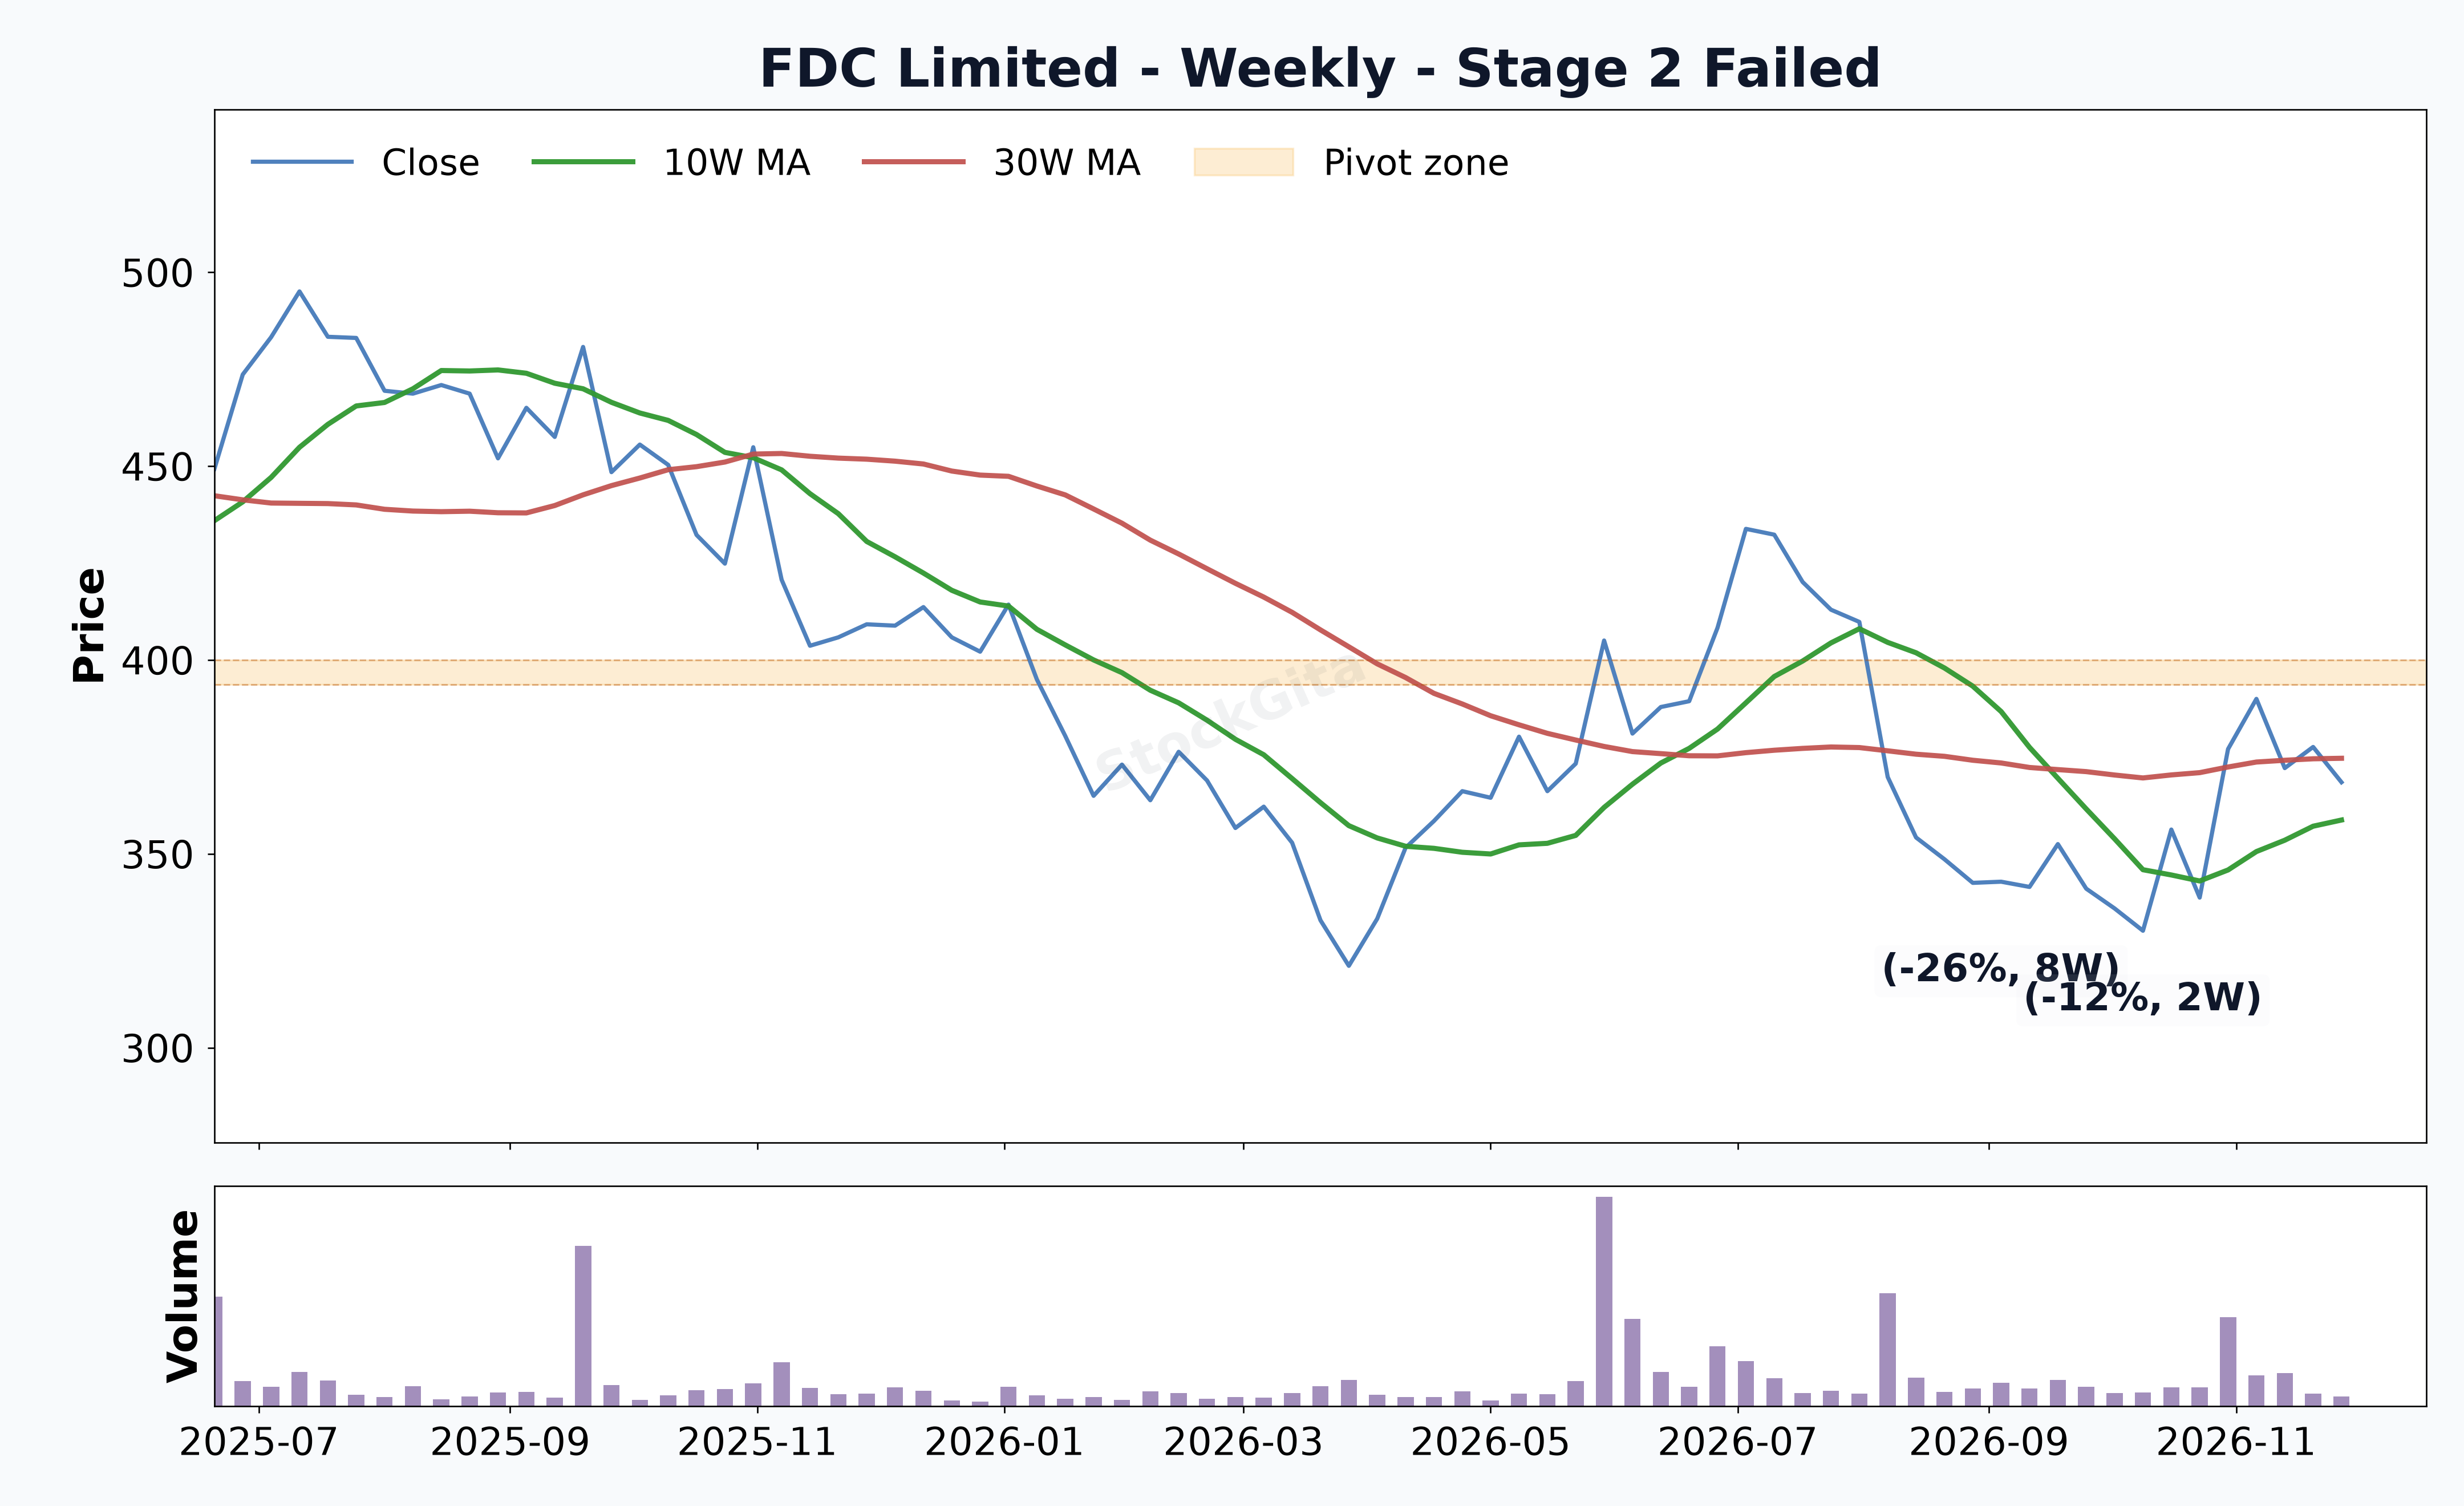 FDC Limited - Weekly - Stage 2 Failed
Close 10W MA 30W MA Pivot zone
Price
500
450
400
350
300
StockGita
(-26%, 8W)
(-12%, 2W)
Volume
2025-07 2025-09 2025-11 2026-01 2026-03 2026-05 2026-07 2026-09 2026-11